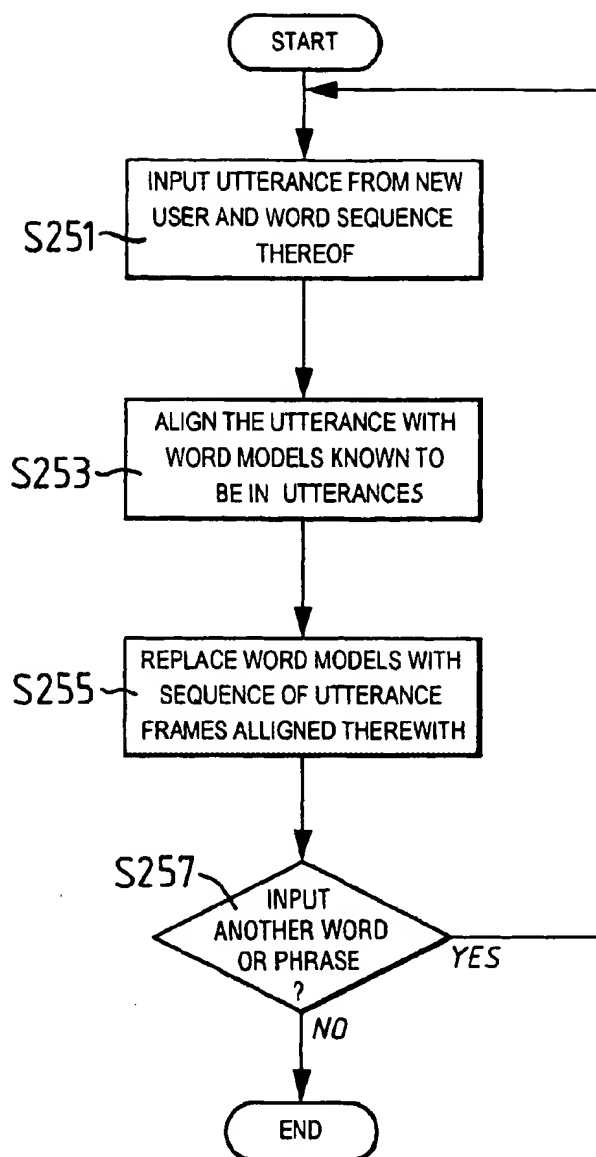 START
INPUT UTTERANCE FROM NEW
USER AND WORD SEQUENCE
THEREOF
S251
ALIGN THE UTTERANCE WITH
WORD MODELS KNOWN TO
BE IN UTTERANCES
S253
REPLACE WORD MODELS WITH
SEQUENCE OF UTTERANCE
FRAMES ALLIGNED THEREWITH
S255
S257
INPUT
ANOTHER WORD
OR PHRASE
?
YES
NO
END